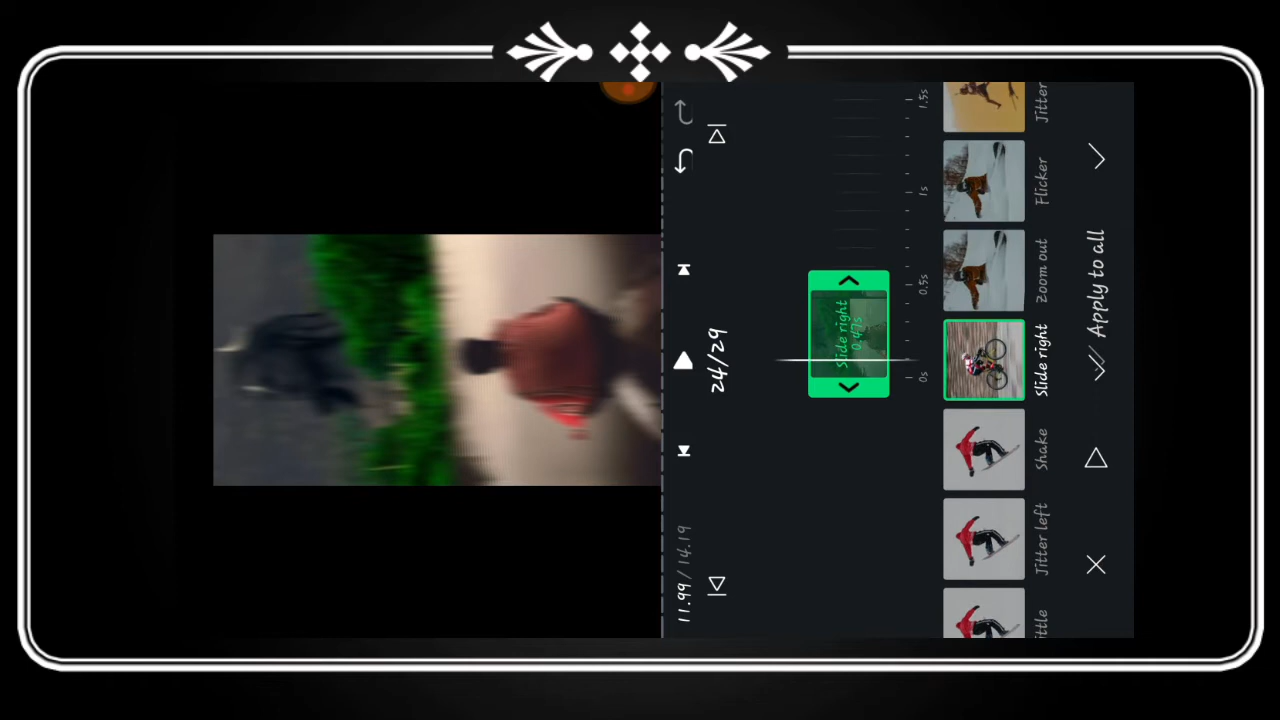 11.99 / 14.19
24/29
Slide right
0.47s
0s 0.5s 1s 1.5s
ittle Jitter left Shake Slide right Zoom out Flicker Jitter
Apply to all